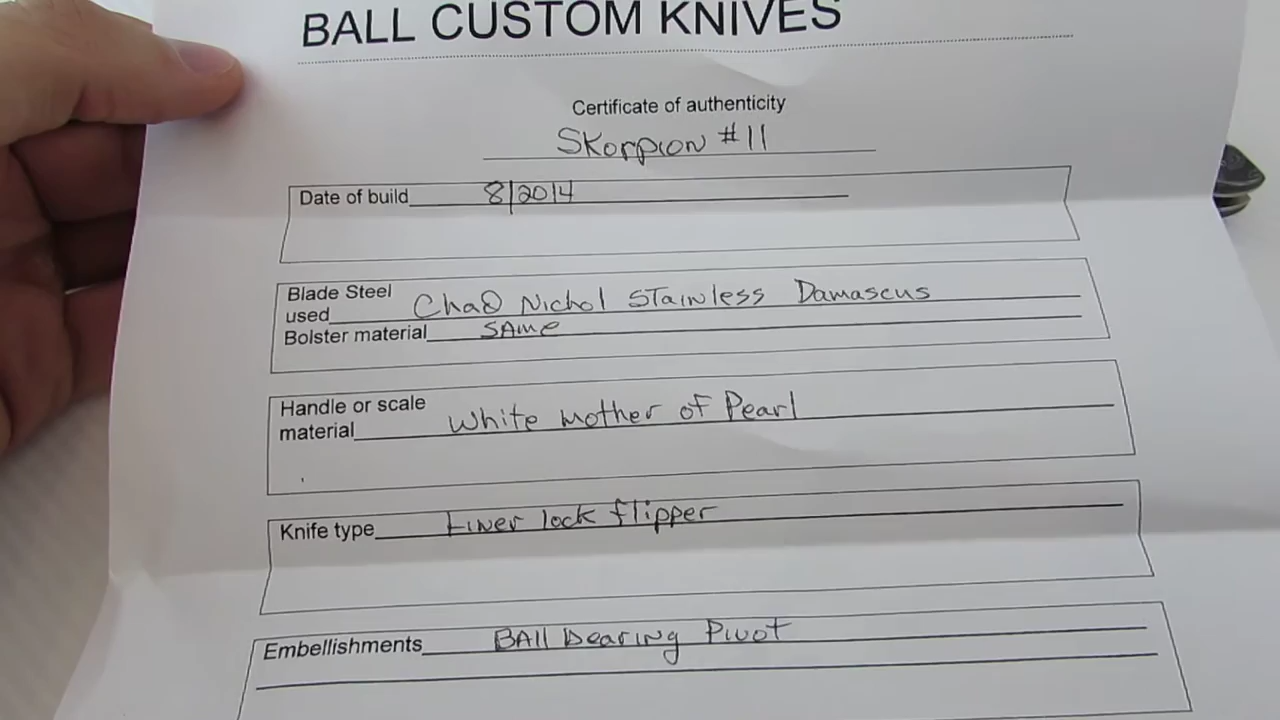 BALL CUSTOM KNIVES
Certificate of authenticity
Skorpion #11
Date of build 8/2014
Blade Steel
used Chad Nichol Stainless Damascus
Bolster material Same
Handle or scale
material White mother of Pearl
Knife type Liner lock flipper
Embellishments Ball bearing Pivot